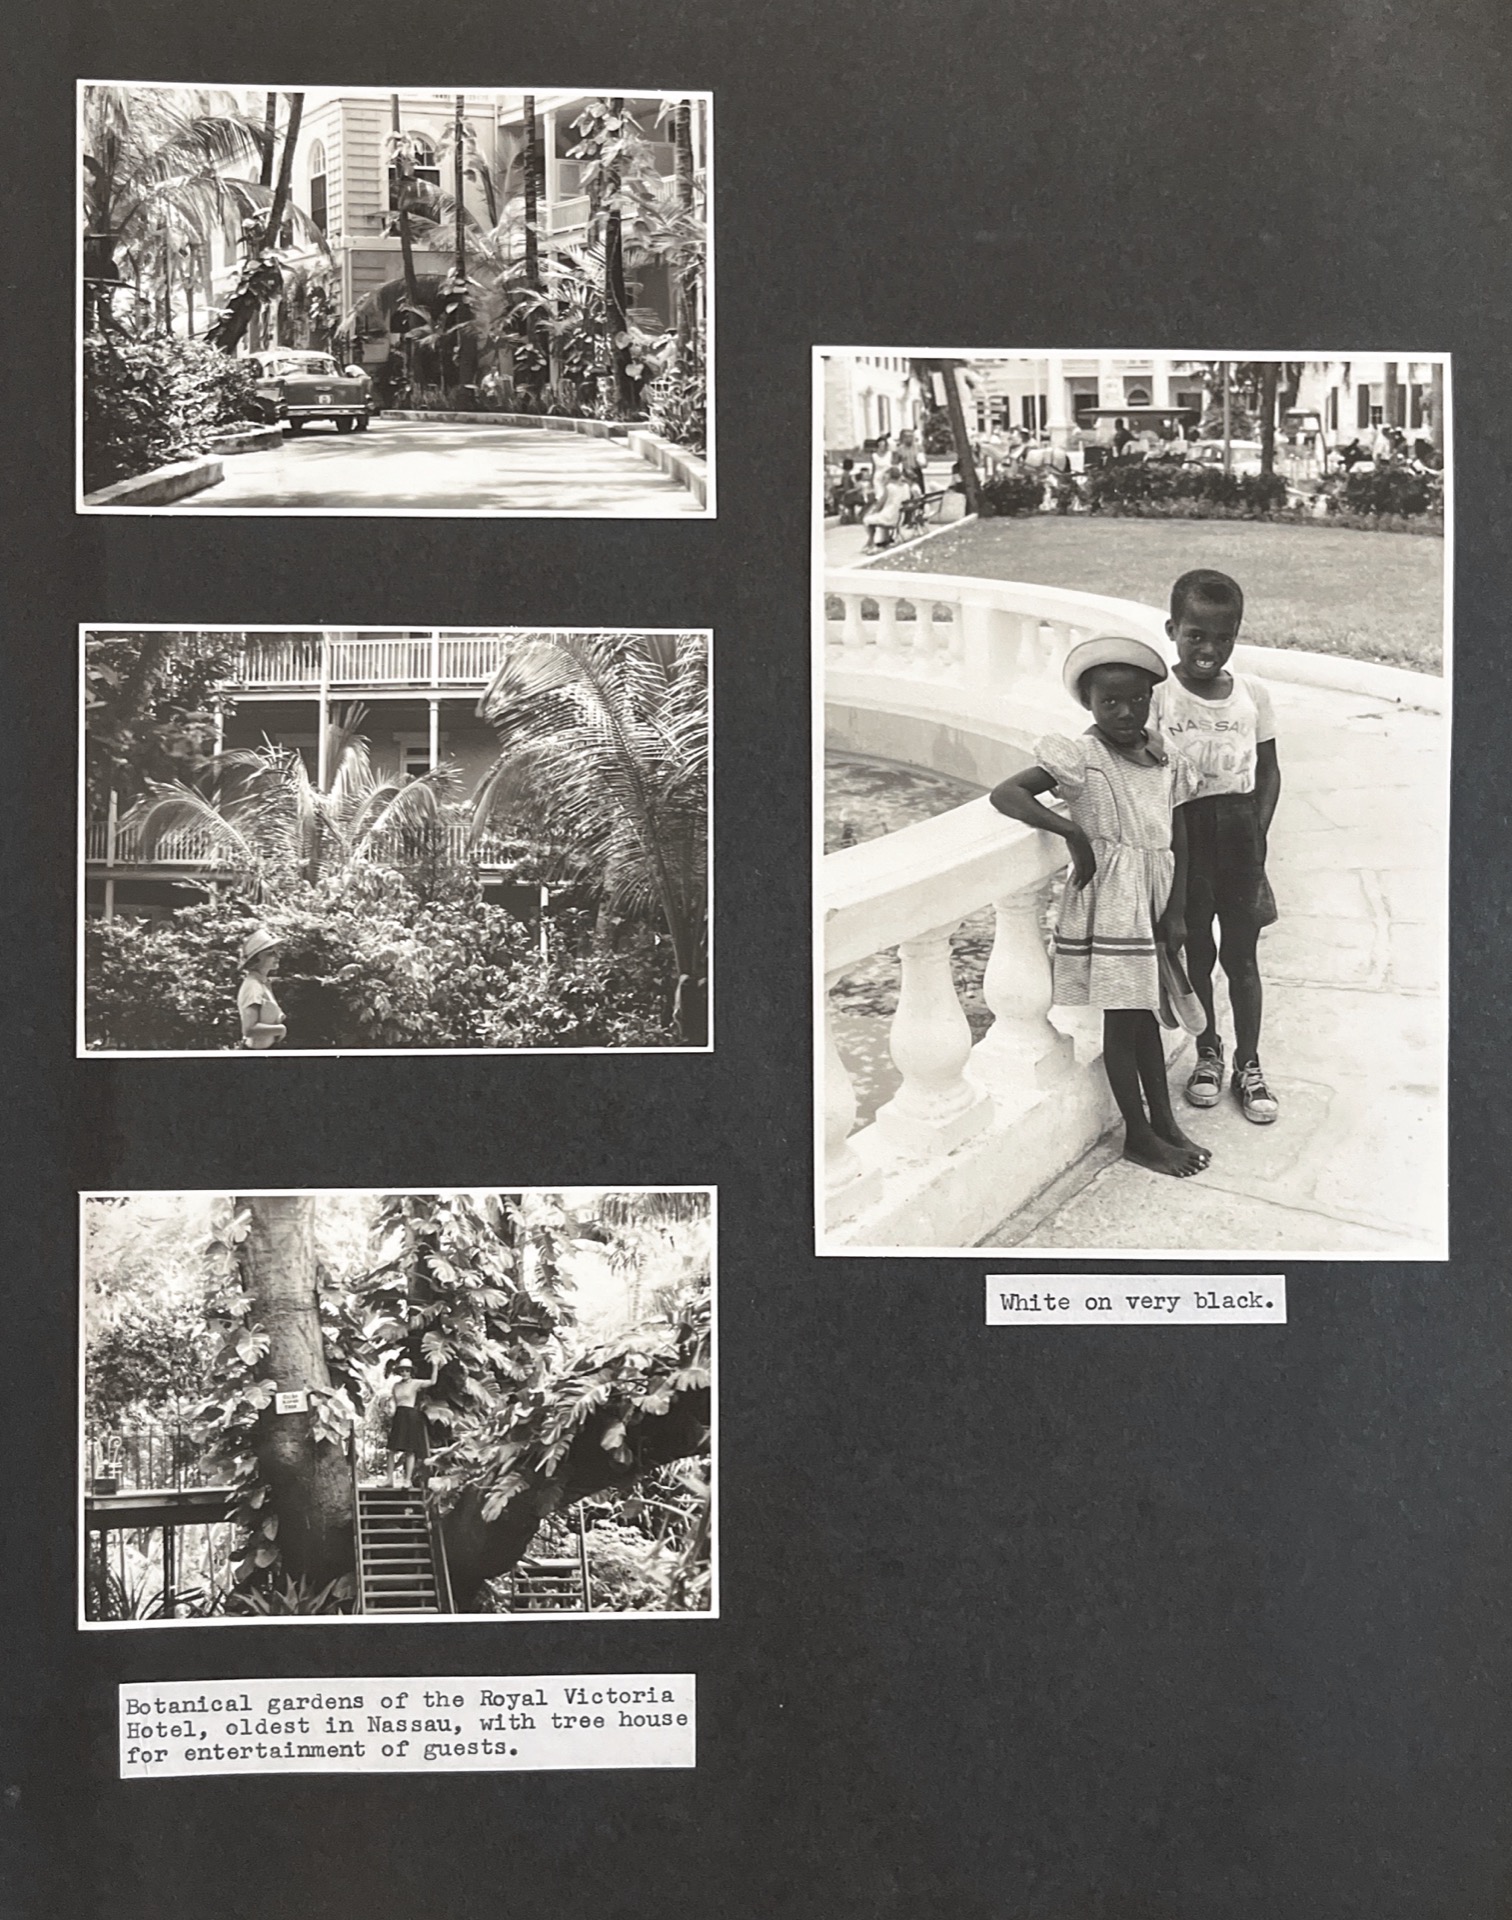 Botanical gardens of the Royal Victoria
Hotel, oldest in Nassau, with tree house
for entertainment of guests.
NASSAU
White on very black.